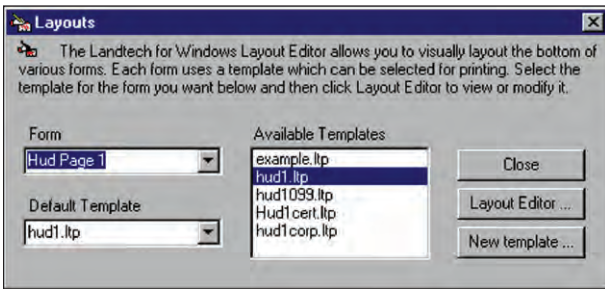 Layouts
The Landtech for Windows Layout Editor allows you to visually layout the bottom of
various forms. Each form uses a template which can be selected for printing. Select the
template for the form you want below and then click Layout Editor to view or modify it.
Form
Hud Page 1
Default Template
hud1.ltp
Available Templates
example.ltp
hud1.ltp
hud1099.ltp
Hud1cert.ltp
hud1corp.ltp
Close
Layout Editor ...
New template ...